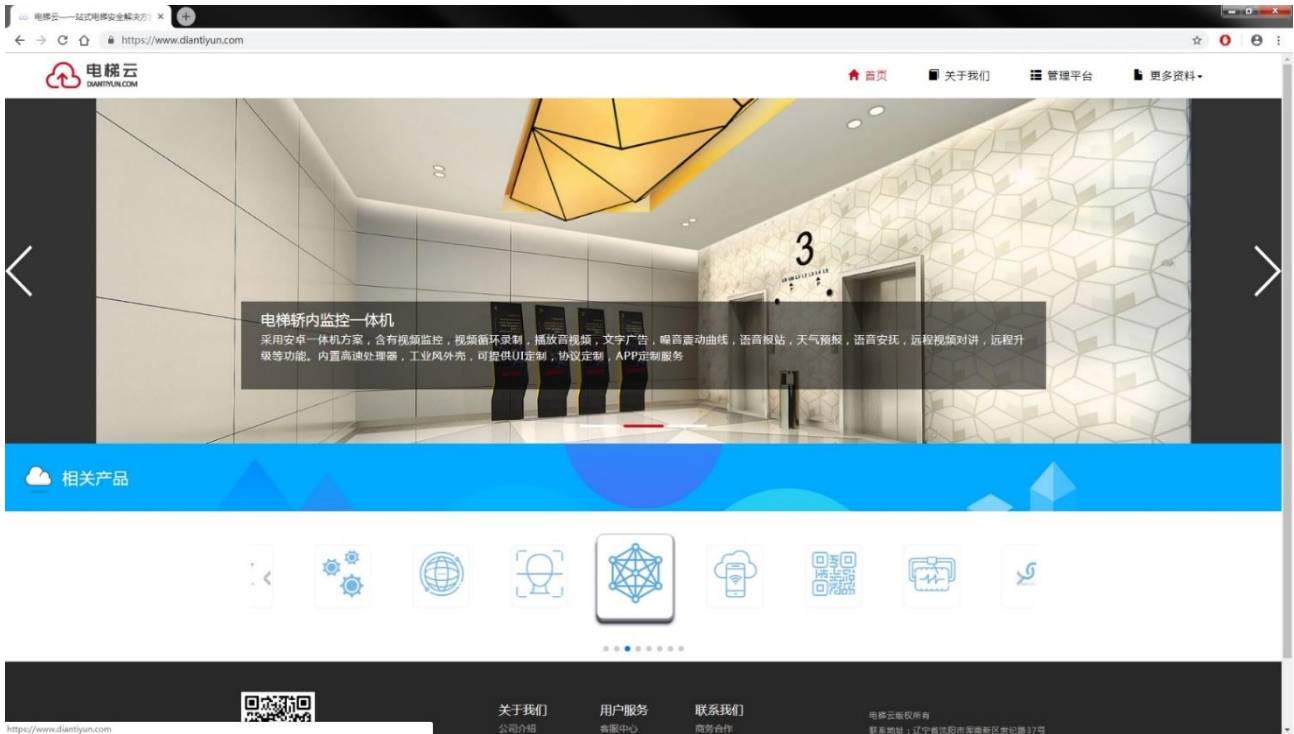 电梯云——站式电梯安全解决方
https://www.diantiyun.com
电梯云
DIANTIYUN.COM
首页
关于我们
管理平台
更多资料
3
电梯轿内监控一体机
采用安卓一体机方案，含有视频监控，视频循环录制，播放音视频，文字广告，噪音震动曲线，语音报站，天气预报，语音安抚，远程视频对讲，远程升
级等功能。内置高速处理器，工业风外壳，可提供UI定制，协议定制，APP定制服务
相关产品
关于我们
用户服务
联系我们
电梯云版权所有
公司介绍
客服中心
商务合作
联系地址：辽宁省沈阳市浑南新区世纪路37号
https://www.diantiyun.com